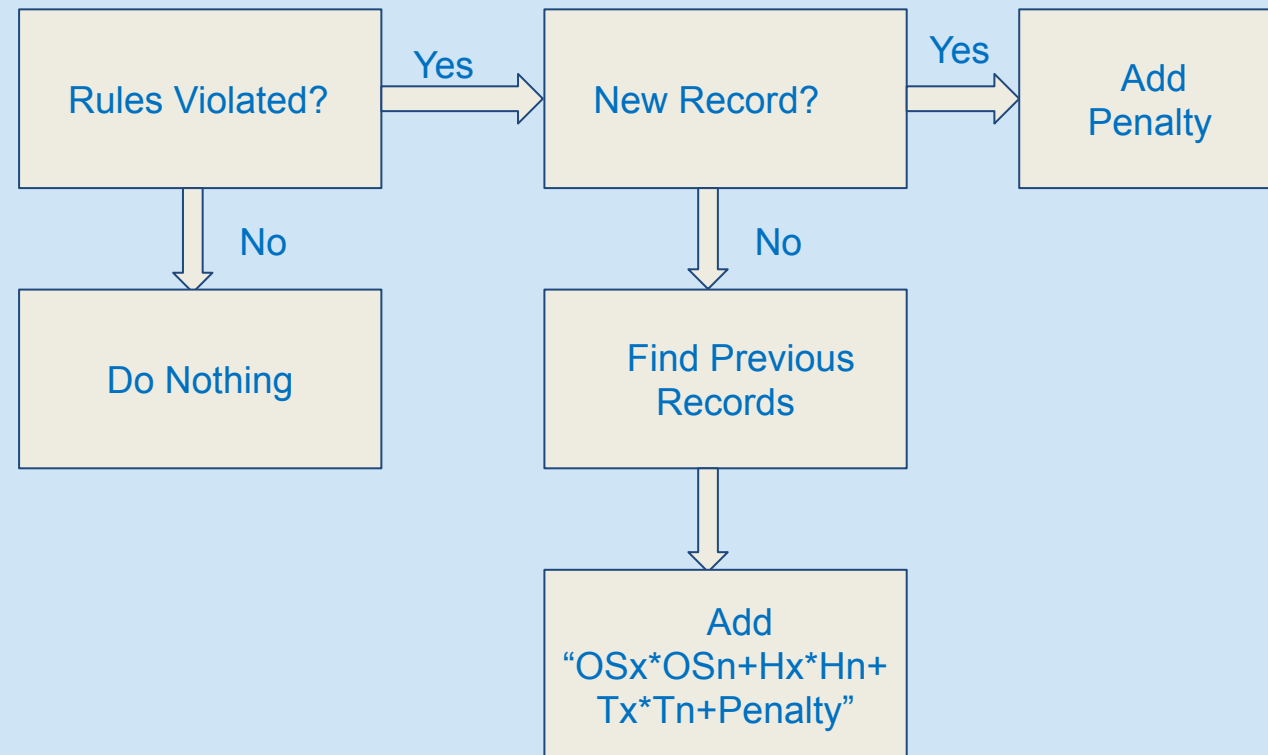 Rules Violated?
Yes
New Record?
Yes
Add
Penalty
No
No
Do Nothing
Find Previous
Records
Add
“OSx*OSn+Hx*Hn+
Tx*Tn+Penalty”